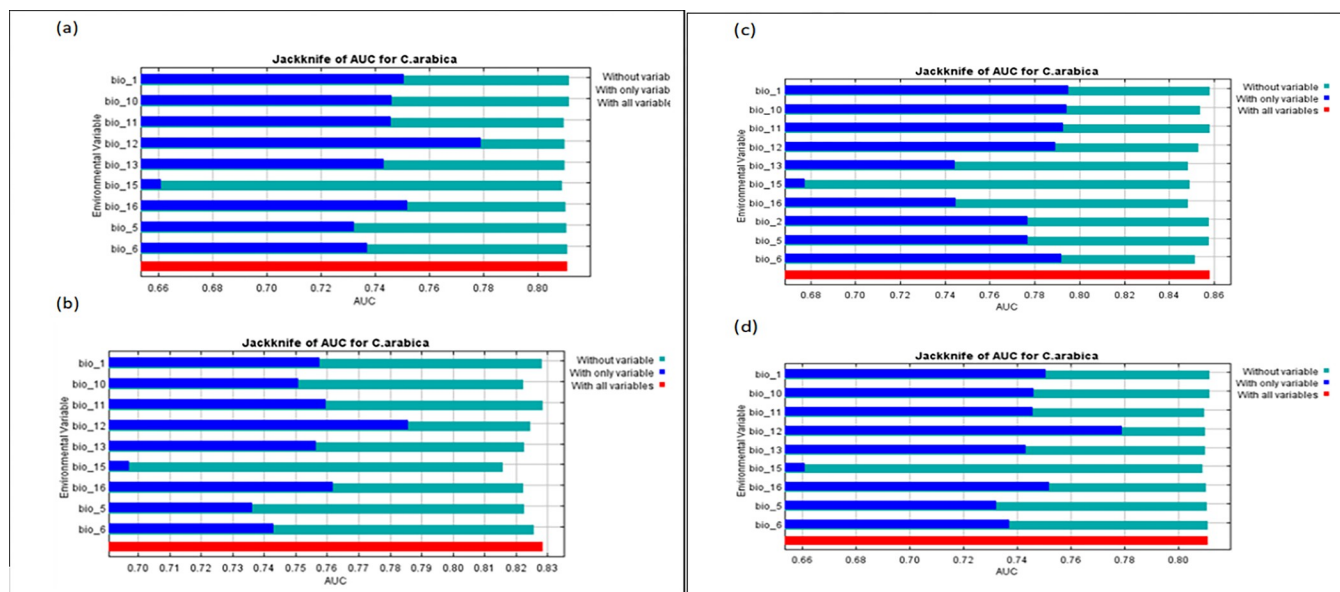 (a)
Jackknife of AUC for C.arabica
Environmental Variable
bio_1
bio_10
bio_11
bio_12
bio_13
bio_15
bio_16
bio_5
bio_6
Without variab
With only variab
With all variable
0.66 0.70 0.72 0.74 0.76 0.78 0.80
AUC
(b)
Jackknife of AUC for C.arabica
Environmental Variable
bio_1
bio_10
bio_11
bio_12
bio_13
bio_15
bio_16
bio_5
bio_6
Without variable
With only variable
With all variables
0.70 0.72 0.73 0.74 0.75 0.76 0.77 0.78 0.79 0.80 0.81 0.82 0.83
AUC
(c)
Jackknife of AUC for C.arabica
Environmental Variable
bio_1
bio_10
bio_11
bio_12
bio_13
bio_15
bio_16
bio_2
bio_5
bio_6
Without variable
With only variable
With all variables
0.68 0.70 0.72 0.74 0.76 0.78 0.80 0.82 0.84 0.86
AUC
(d)
Jackknife of AUC for C.arabica
Environmental Variable
bio_1
bio_10
bio_11
bio_12
bio_13
bio_15
bio_16
bio_5
bio_6
Without variable
With only variable
With all variables
0.66 0.70 0.72 0.74 0.76 0.78 0.80
AUC